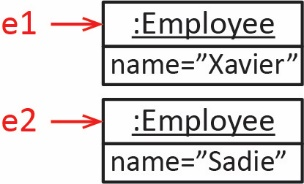 e1 :Employee
name=”Xavier”
e2 :Employee
name=”Sadie”